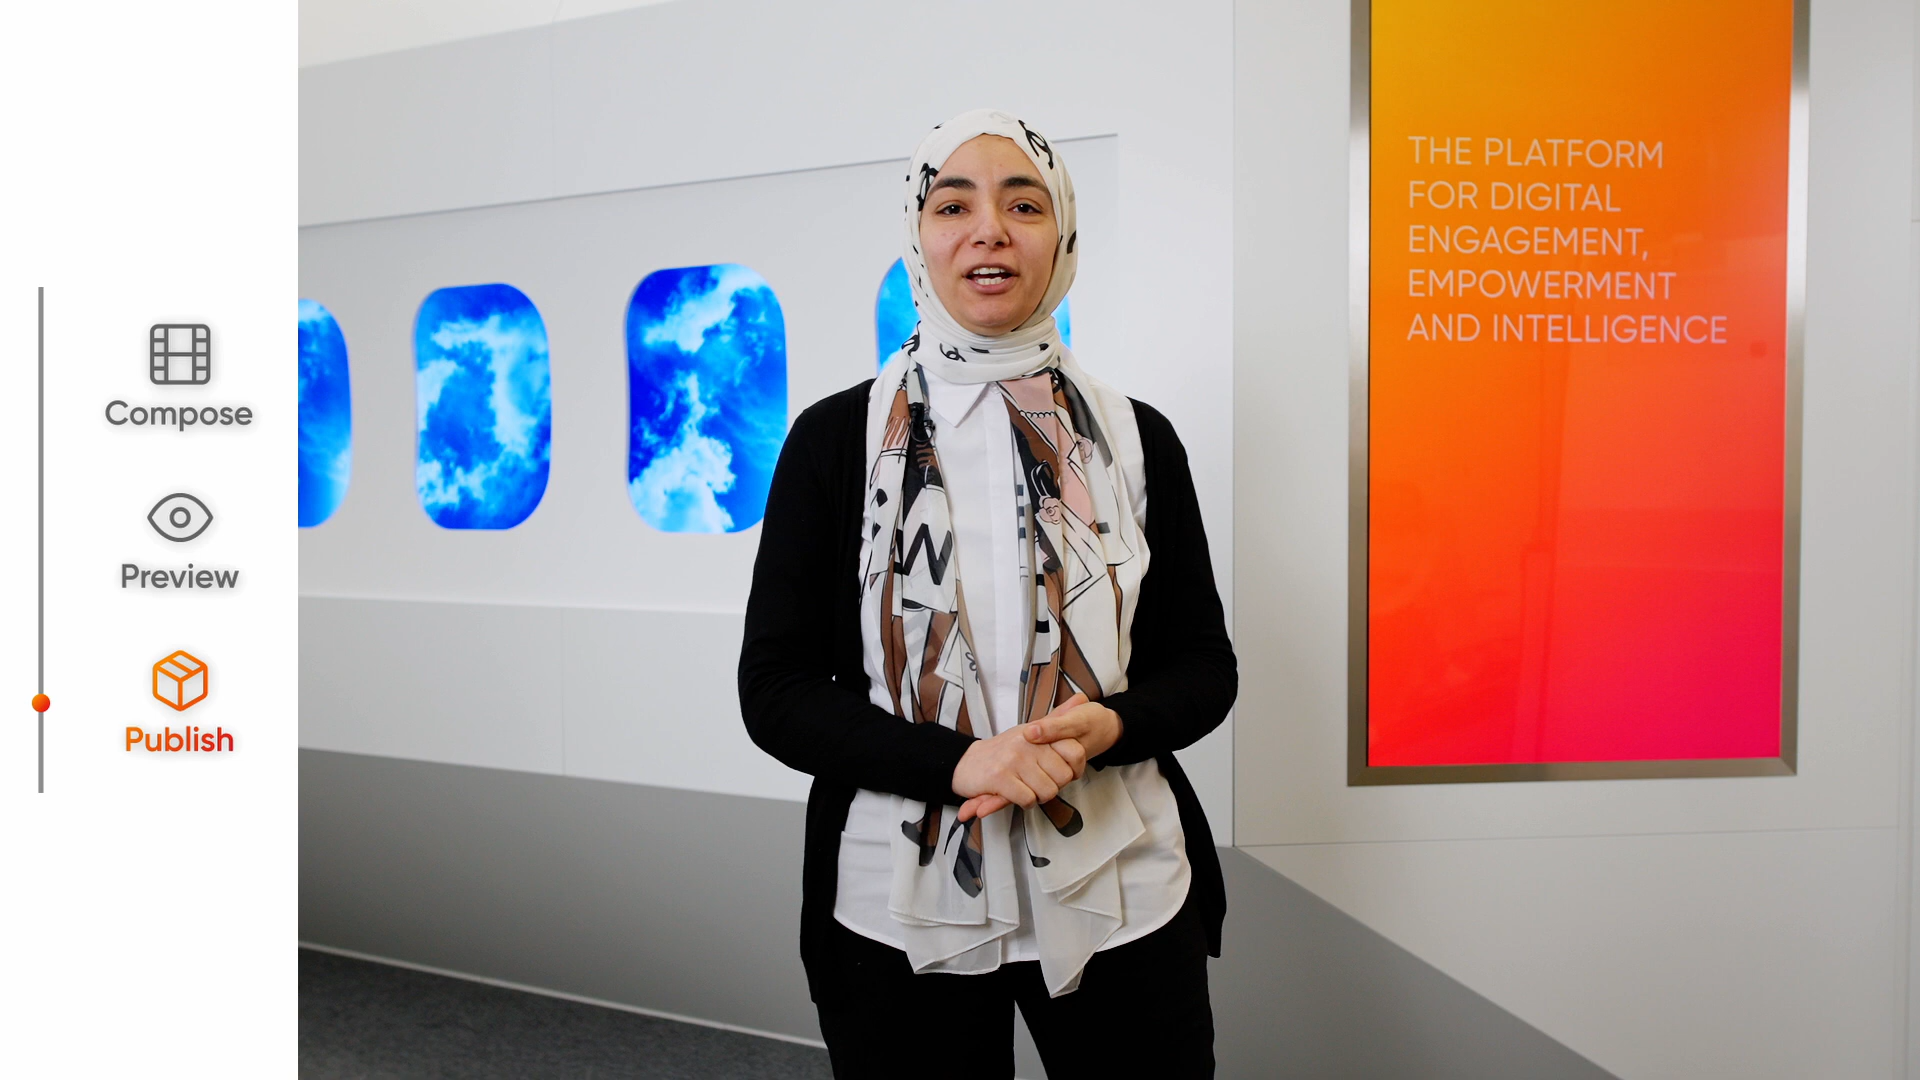 Compose
Preview
Publish
THE PLATFORM
FOR DIGITAL
ENGAGEMENT,
EMPOWERMENT
AND INTELLIGENCE